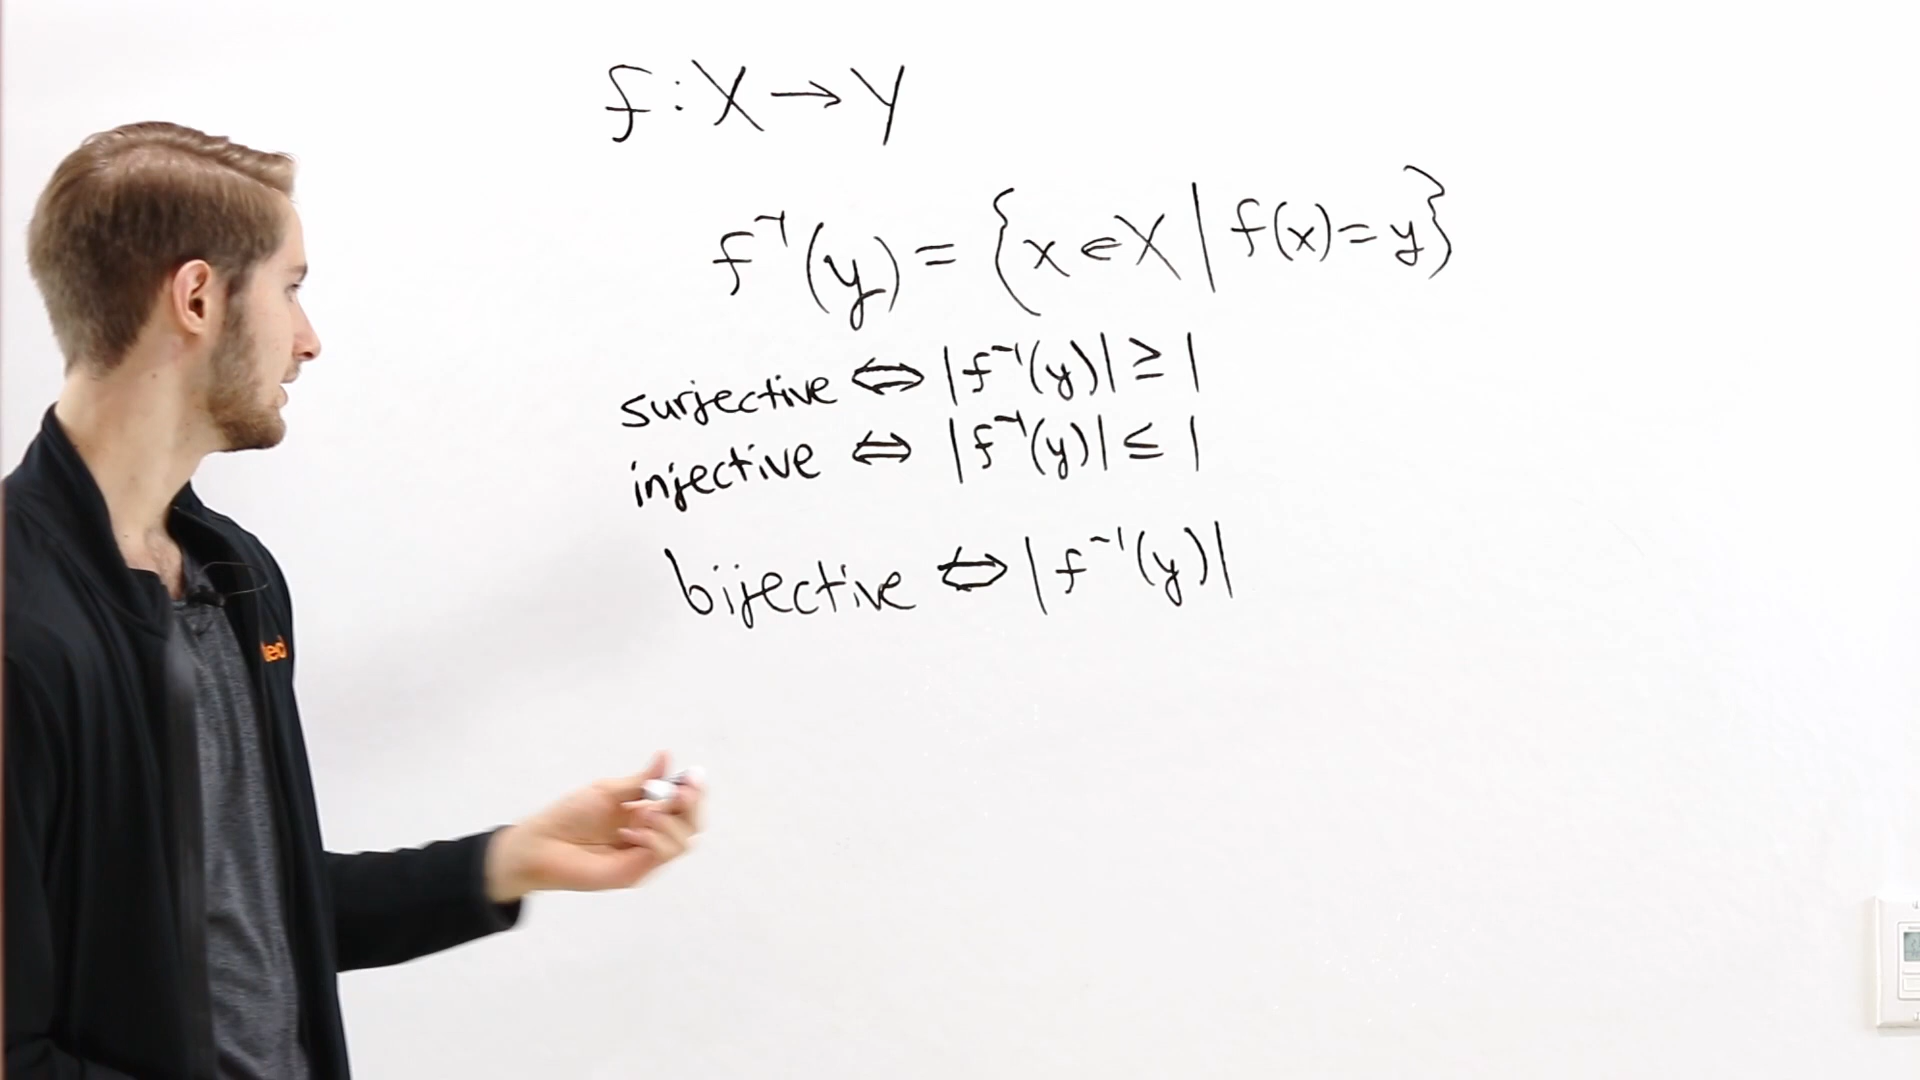 f : X → Y
f⁻¹(y) = {x ∈ X | f(x) = y}
surjective ⇔ |f⁻¹(y)| ≥ 1
injective ⇔ |f⁻¹(y)| ≤ 1
bijective ⇔ |f⁻¹(y)|